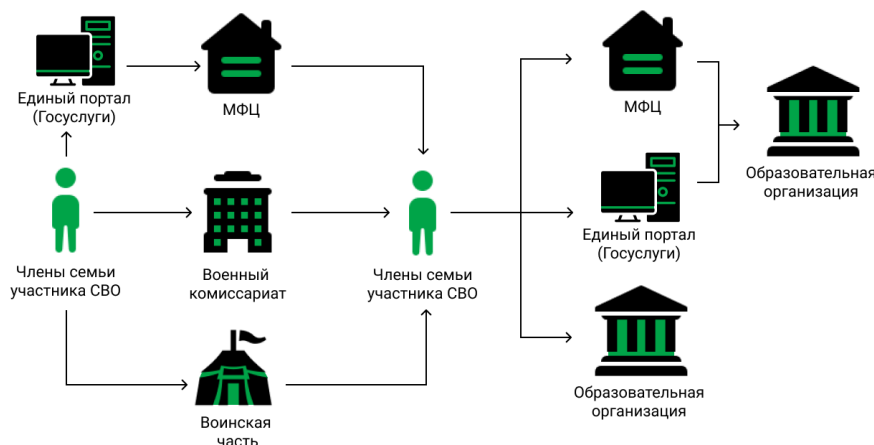 Единый портал
(Госуслуги)
МФЦ
Члены семьи
участника СВО
Военный
комиссариат
Воинская
часть
Члены семьи
участника СВО
МФЦ
Единый портал
(Госуслуги)
Образовательная
организация
Образовательная
организация